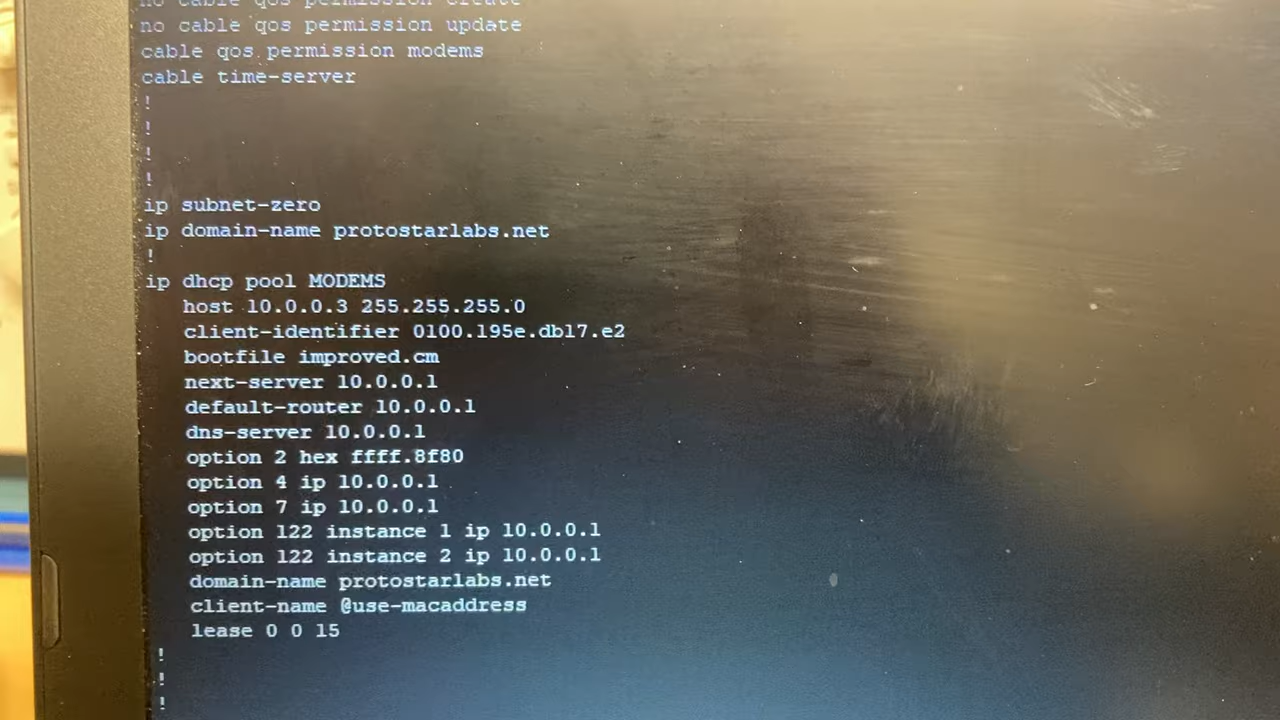 no cable qos permission create
no cable qos permission update
cable qos permission modems
cable time-server
!
!
!
!
ip subnet-zero
ip domain-name protostarlabs.net
!
ip dhcp pool MODEMS
host 10.0.0.3 255.255.255.0
client-identifier 0100.195e.db17.e2
bootfile improved.cm
next-server 10.0.0.1
default-router 10.0.0.1
dns-server 10.0.0.1
option 2 hex ffff.8f80
option 4 ip 10.0.0.1
option 7 ip 10.0.0.1
option 122 instance 1 ip 10.0.0.1
option 122 instance 2 ip 10.0.0.1
domain-name protostarlabs.net
client-name @use-macaddress
lease 0 0 15
!
!
!